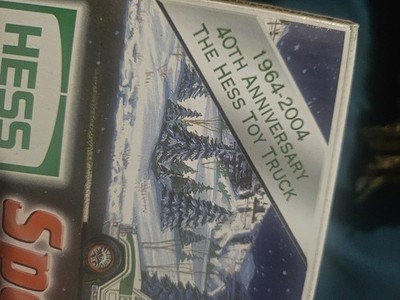 1964-2004
40TH ANNIVERSARY
THE HESS TOY TRUCK
HESS